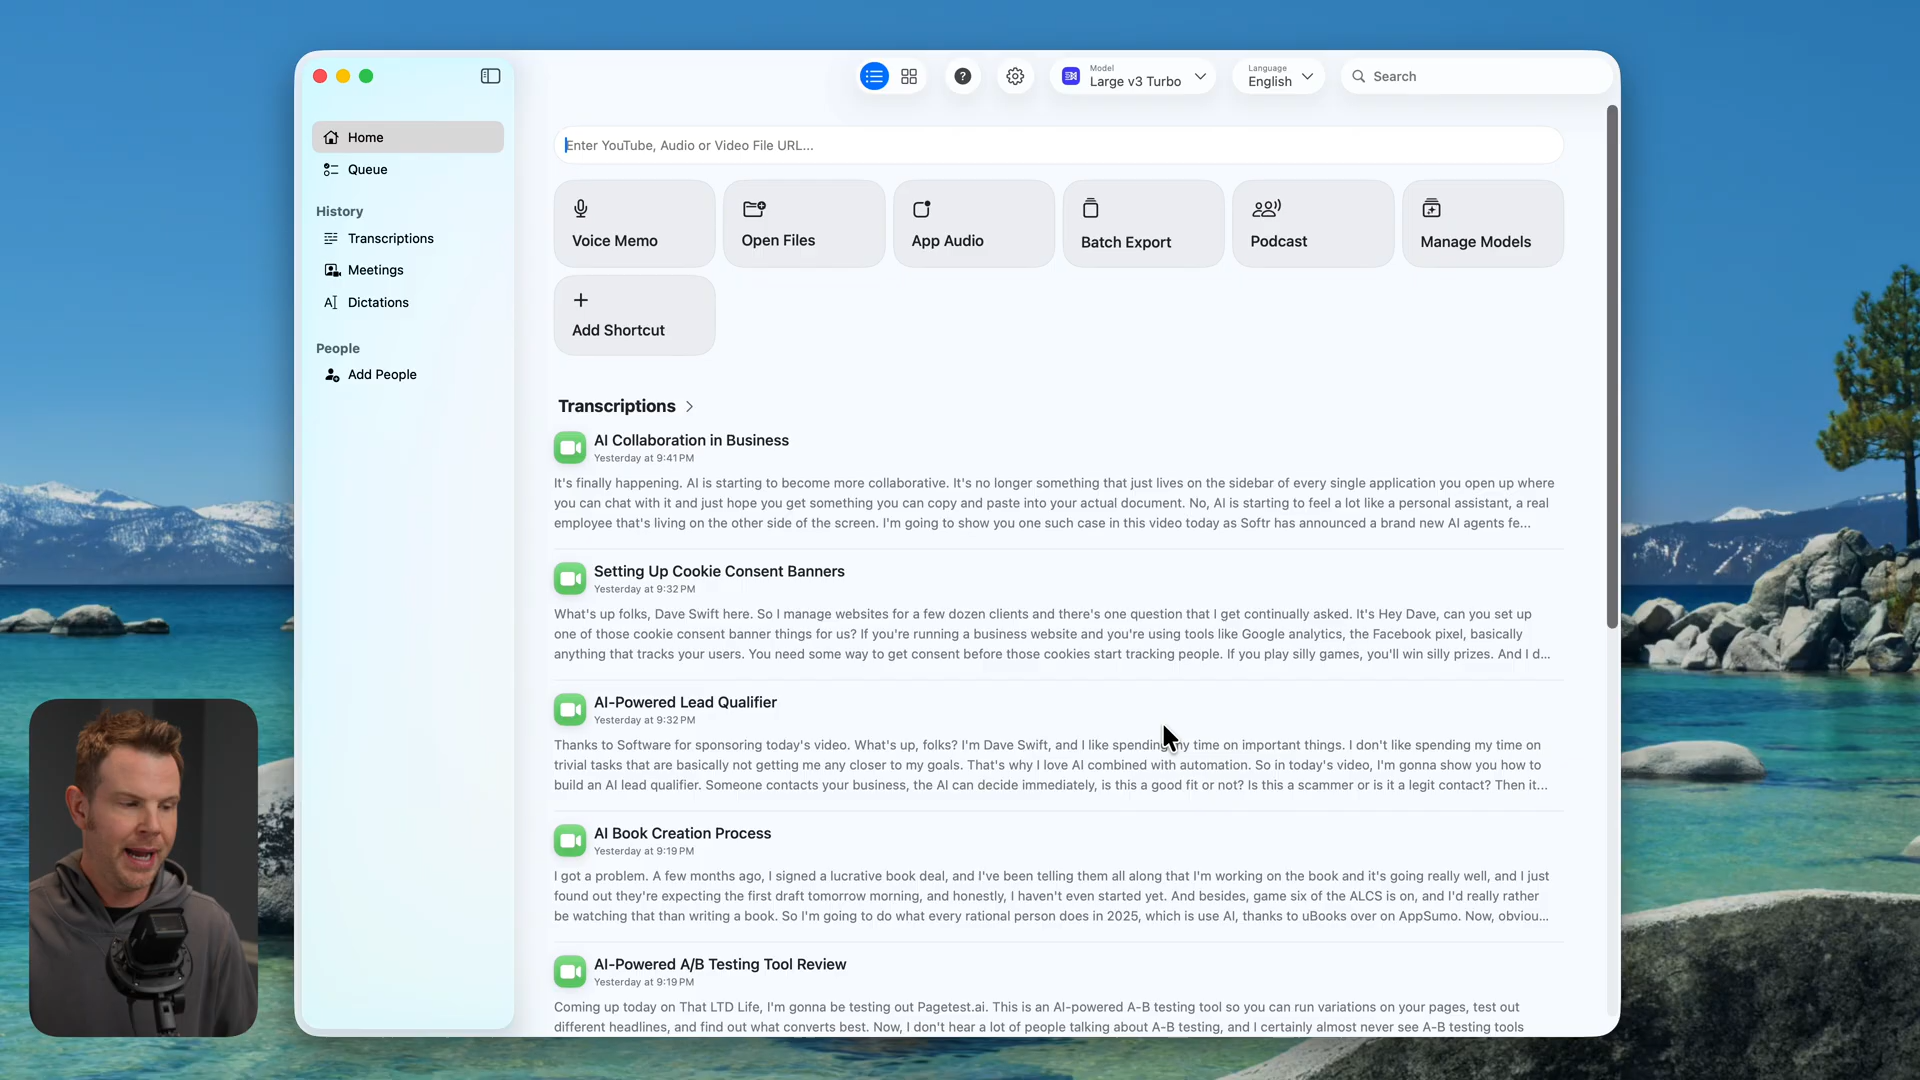 Model
Large v3 Turbo
Language
English
Search
Home
Queue
History
Transcriptions
Meetings
Dictations
People
Add People
Enter YouTube, Audio or Video File URL...
Voice Memo
Open Files
App Audio
Batch Export
Podcast
Manage Models
Add Shortcut
Transcriptions
AI Collaboration in Business
Yesterday at 9:41 PM
It's finally happening. AI is starting to become more collaborative. It's no longer something that just lives on the sidebar of every single application you open up where
you can chat with it and just hope you get something you can copy and paste into your actual document. No, AI is starting to feel a lot like a personal assistant, a real
employee that's living on the other side of the screen. I'm going to show you one such case in this video today as Softr has announced a brand new AI agents fe...
Setting Up Cookie Consent Banners
Yesterday at 9:32 PM
What's up folks, Dave Swift here. So I manage websites for a few dozen clients and there's one question that I get continually asked. It's Hey Dave, can you set up
one of those cookie consent banner things for us? If you're running a business website and you're using tools like Google analytics, the Facebook pixel, basically
anything that tracks your users. You need some way to get consent before those cookies start tracking people. If you play silly games, you'll win silly prizes. And I d...
AI-Powered Lead Qualifier
Yesterday at 9:32 PM
Thanks to Software for sponsoring today's video. What's up, folks? I'm Dave Swift, and I like spending my time on important things. I don't like spending my time on
trivial tasks that are basically not getting me any closer to my goals. That's why I love AI combined with automation. So in today's video, I'm gonna show you how to
build an AI lead qualifier. Someone contacts your business, the AI can decide immediately, is this a good fit or not? Is this a scammer or is it a legit contact? Then it...
AI Book Creation Process
Yesterday at 9:19 PM
I got a problem. A few months ago, I signed a lucrative book deal, and I've been telling them all along that I'm working on the book and it's going really well, and I just
found out they're expecting the first draft tomorrow morning, and honestly, I haven't even started yet. And besides, game six of the ALCS is on, and I'd really rather
be watching that than writing a book. So I'm going to do what every rational person does in 2025, which is use AI, thanks to uBooks over on AppSumo. Now, obviou...
AI-Powered A/B Testing Tool Review
Yesterday at 9:19 PM
Coming up today on That LTD Life, I'm gonna be testing out Pagetest.ai. This is an AI-powered A-B testing tool so you can run variations on your pages, test out
different headlines, and find out what converts best. Now, I don't hear a lot of people talking about A-B testing, and I certainly almost never see A-B testing tools